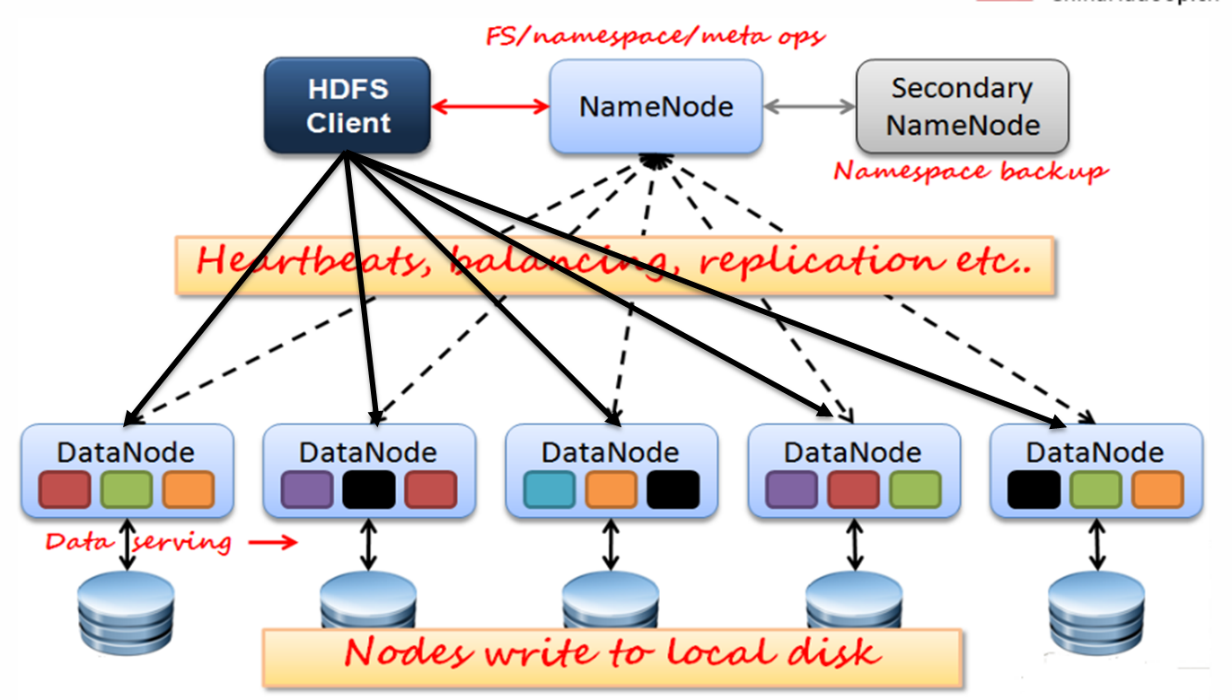 FS/namespace/meta ops
HDFS
Client
NameNode
Secondary
NameNode
Namespace backup
Heartbeats, balancing, replication etc..
DataNode
DataNode
DataNode
DataNode
DataNode
Data serving
Nodes write to local disk